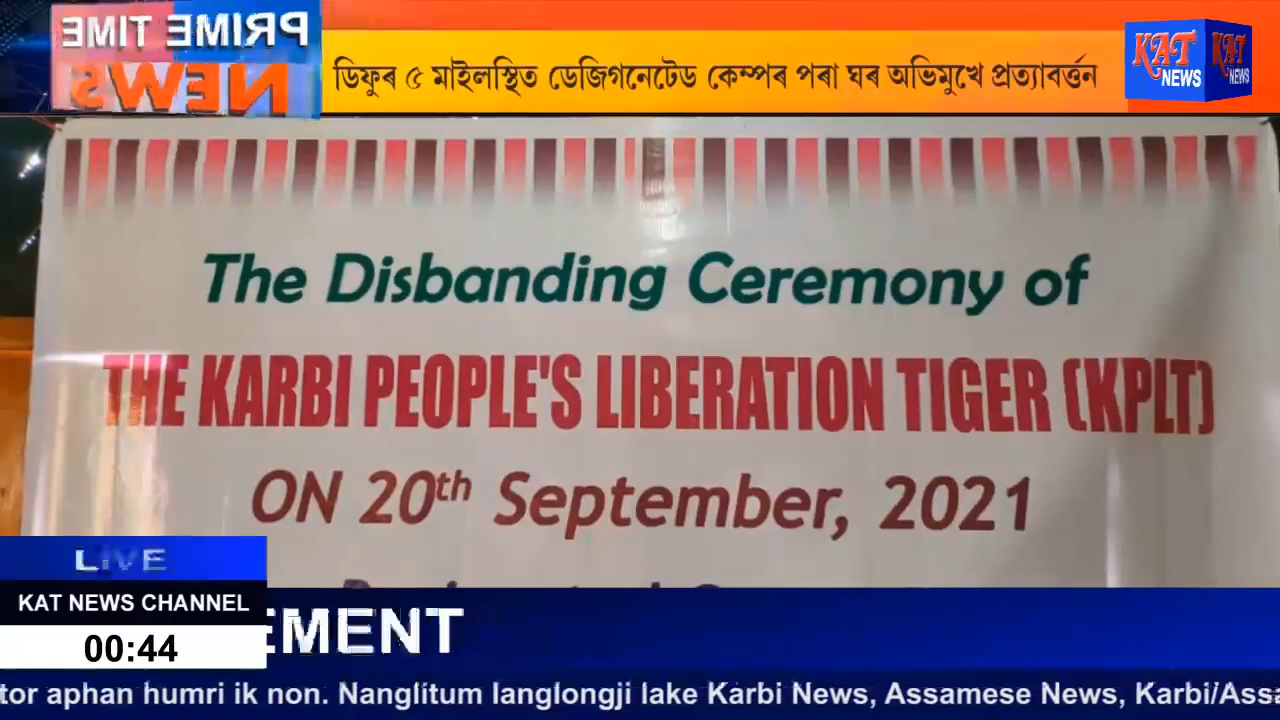 PRIME TIME
NEWS
ডিফুৰ ৫ মাইলস্থিত ডেজিগনেটেড কেম্পৰ পৰা ঘৰ অভিমুখে প্ৰত্যাবৰ্ত্তন
KAT NEWS
KAT NEWS
The Disbanding Ceremony of
THE KARBI PEOPLE'S LIBERATION TIGER (KPLT)
ON 20th September, 2021
LIVE
KAT NEWS CHANNEL
EMENT
00:44
tor aphan humri ik non. Nanglitum langlongji lake Karbi News, Assamese News, Karbi/Ass